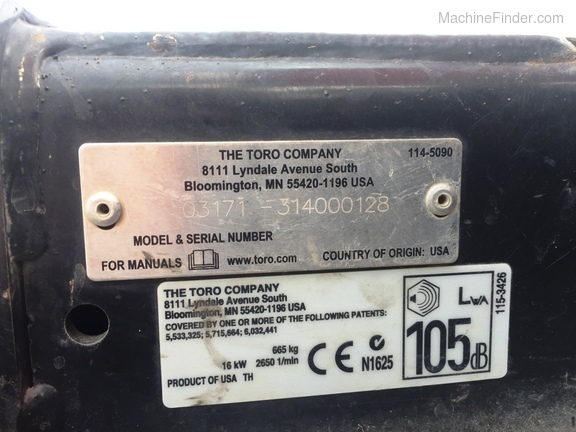 MachineFinder.com
THE TORO COMPANY 114-5090
8111 Lyndale Avenue South
Bloomington, MN 55420-1196 USA
03171 -314000128
MODEL & SERIAL NUMBER
FOR MANUALS www.toro.com COUNTRY OF ORIGIN: USA
THE TORO COMPANY
8111 Lyndale Avenue South
Bloomington, MN 55420-1196 USA
COVERED BY ONE OR MORE OF THE FOLLOWING PATENTS:
5,533,325; 5,715,664; 6,032,441
665 kg
16 kW 2650 1/min
PRODUCT OF USA TH
CE
N1625
LWA
105dB
115-3426